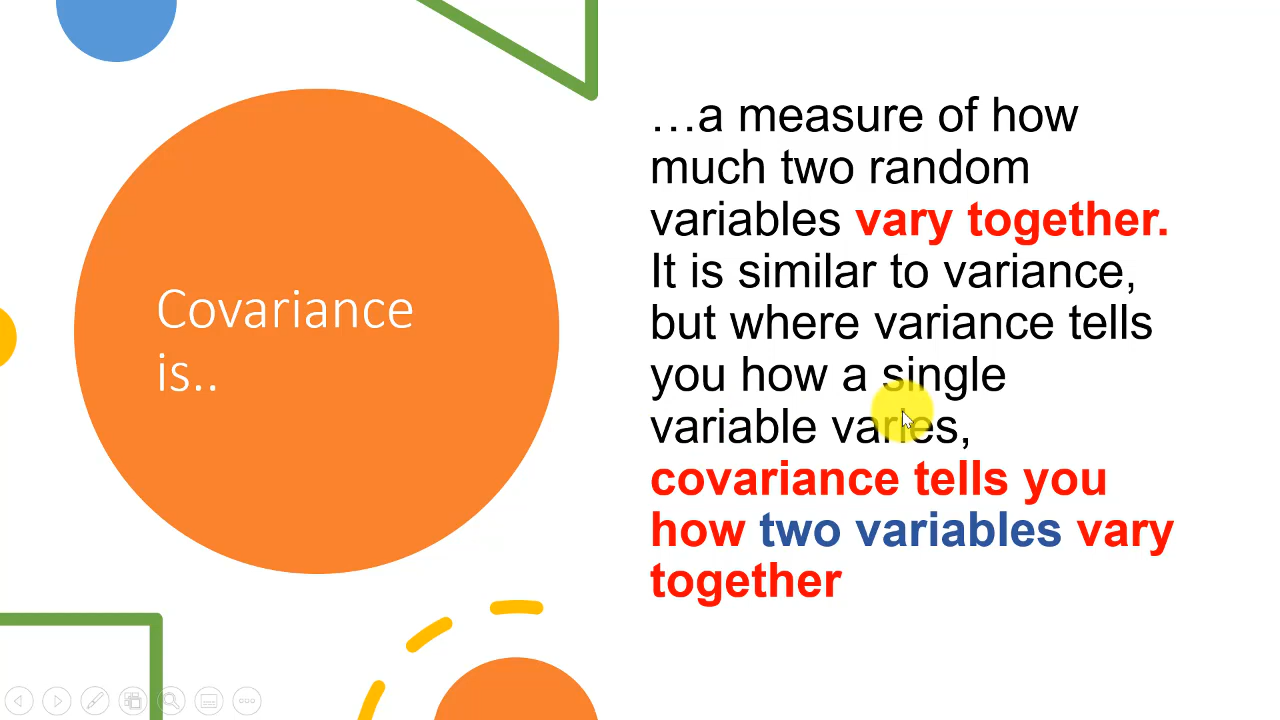 Covariance
is..
…a measure of how
much two random
variables vary together.
It is similar to variance,
but where variance tells
you how a single
variable varies,
covariance tells you
how two variables vary
together